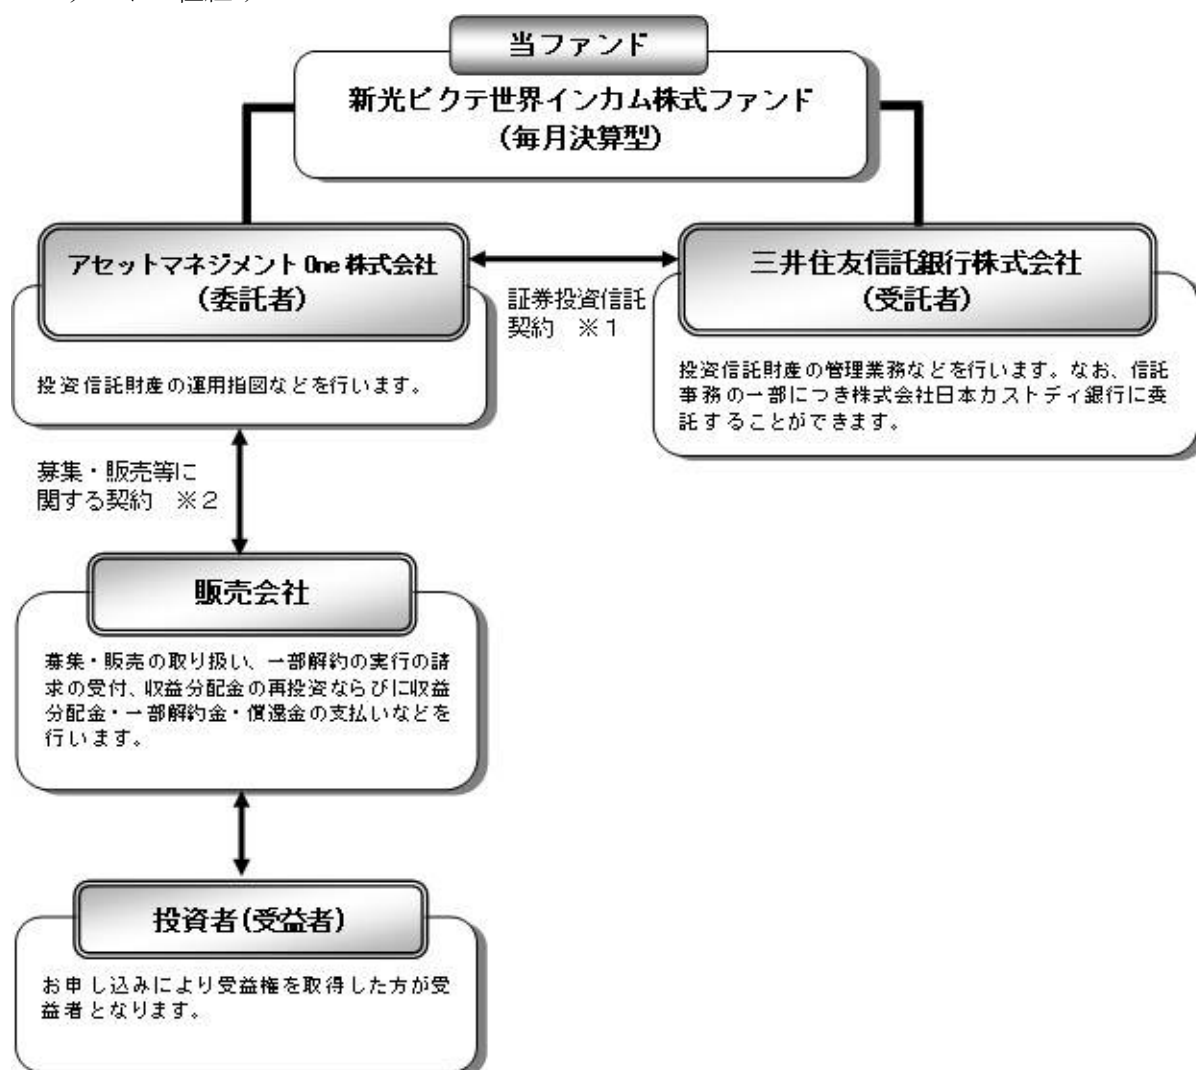 当ファンド
新光ピクテ世界インカム株式ファンド
(毎月決算型)
アセットマネジメント One 株式会社
(委託者)
三井住友信託銀行株式会社
(受託者)
証券投資信託
契約 ※1
投資信託財産の運用指図などを行います。
投資信託財産の管理業務などを行います。なお、信託
事務の一部につき株式会社日本カストディ銀行に委
託することができます。
募集・販売等に
関する契約 ※2
販売会社
募集・販売の取り扱い、一部解約の実行の請
求の受付、収益分配金の再投資ならびに収益
分配金・一部解約金・償還金の支払いなどを
行います。
投資者(受益者)
お申し込みにより受益権を取得した方が受
益者となります。